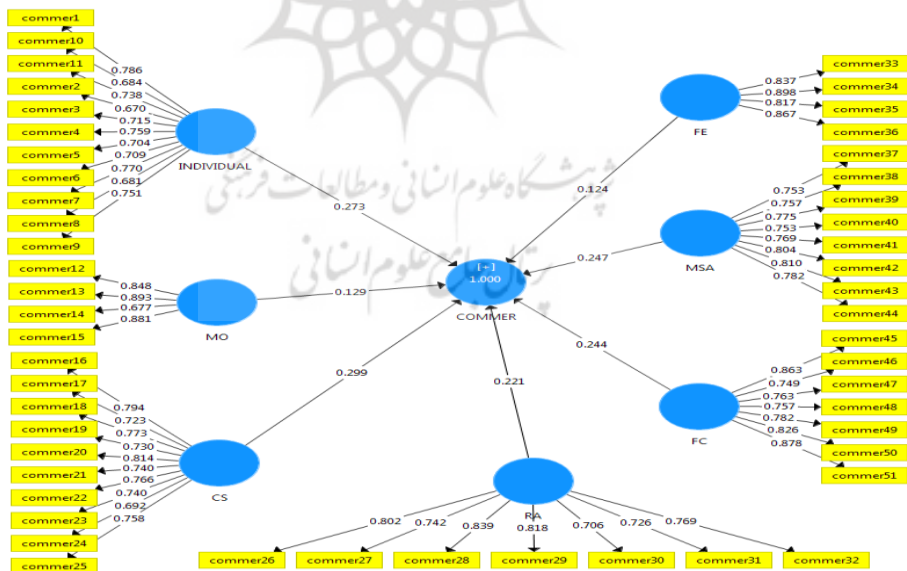 commer1
commer10
commer11
commer2
commer3
commer4
commer5
commer6
commer7
commer8
commer9
0.786
0.684
0.738
0.670
0.715
0.759
0.704
0.709
0.770
0.681
0.751
INDIVIDUAL
0.273
commer12
commer13
commer14
commer15
0.848
0.893
0.677
0.881
MO
0.129
commer16
commer17
commer18
commer19
commer20
commer21
commer22
commer23
commer24
commer25
0.794
0.723
0.773
0.730
0.814
0.740
0.766
0.740
0.692
0.758
CS
0.299
پژوهشگاه علوم انسانی و مطالعات فرهنگی
پرتال جامع علوم انسانی
[+]
1.000
COMMER
0.221
RA
0.802
0.742
0.839
0.818
0.706
0.726
0.769
commer26
commer27
commer28
commer29
commer30
commer31
commer32
FE
0.124
0.837
0.898
0.817
0.867
commer33
commer34
commer35
commer36
MSA
0.247
0.753
0.757
0.775
0.753
0.769
0.804
0.810
0.782
commer37
commer38
commer39
commer40
commer41
commer42
commer43
commer44
FC
0.244
0.863
0.749
0.763
0.757
0.782
0.826
0.878
commer45
commer46
commer47
commer48
commer49
commer50
commer51